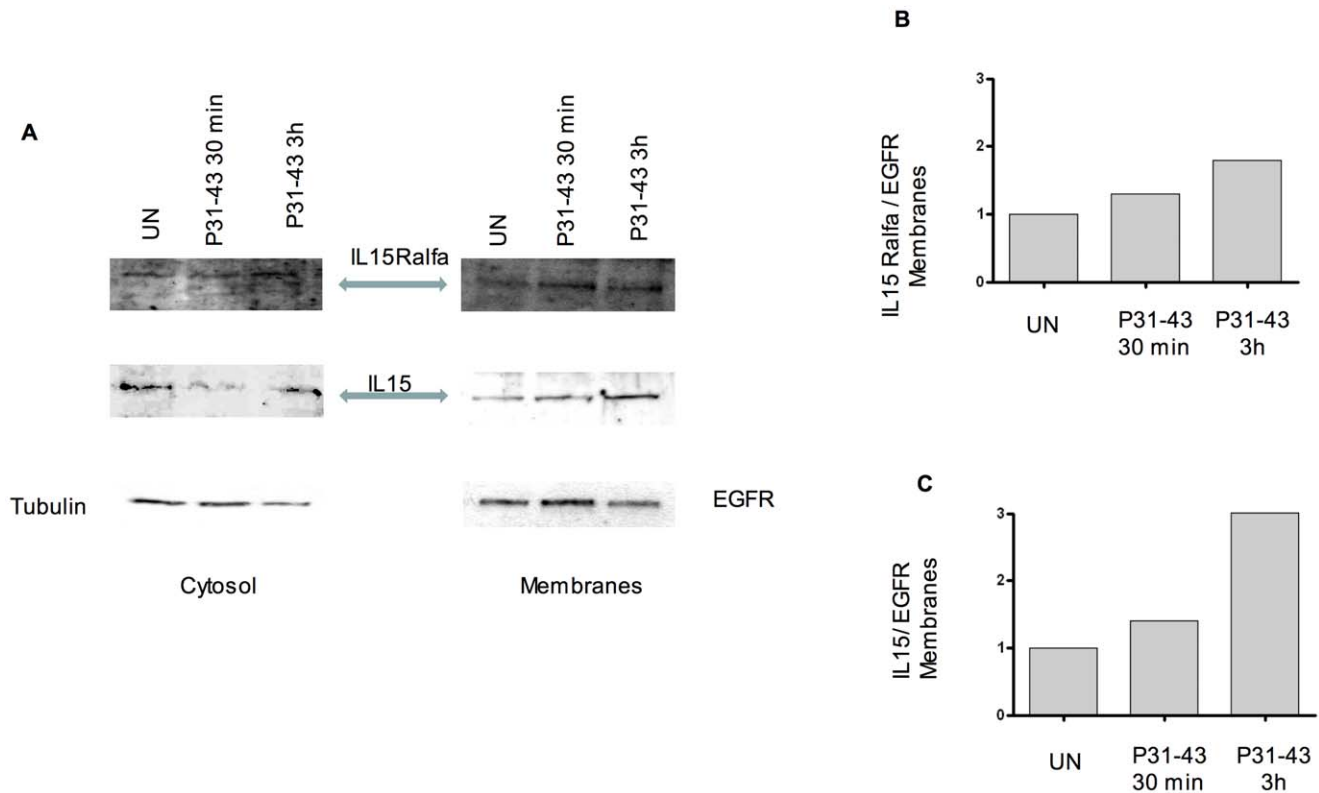 A
UN
P31-43 30 min
P31-43 3h
IL15Ralfa
UN
P31-43 30 min
P31-43 3h
IL15
Tubulin
EGFR
Cytosol
Membranes
B
IL15 Ralfa / EGFR
Membranes
3
2
1
0
UN
P31-43
30 min
P31-43
3h
C
IL15/ EGFR
Membranes
3
2
1
0
UN
P31-43
30 min
P31-43
3h